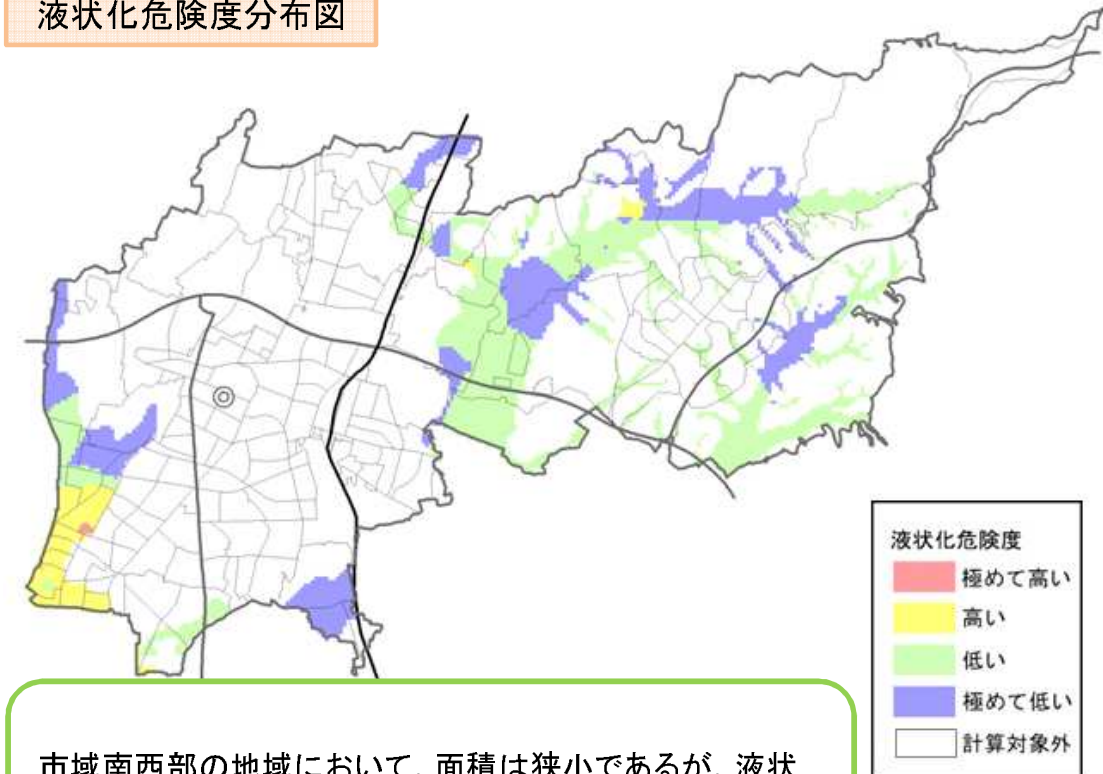 液状化危険度分布図
液状化危険度
極めて高い
高い
低い
極めて低い
計算対象外
市域南西部の地域において、面積は狭小であるが、液状